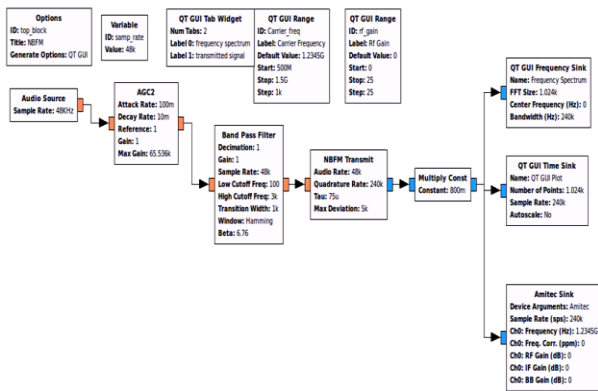 Options
ID: top_block
Title: NBFM
Generate Options: QT GUI
Variable
ID: samp_rate
Value: 48k
QT GUI Tab Widget
Num Tabs: 2
Label 0: frequency spectrum
Label 1: transmitted signal
QT GUI Range
ID: Carrier_freq
Label: Carrier Frequency
Default Value: 1.2345G
Start: 500M
Stop: 1.5G
Step: 1k
QT GUI Range
ID: rf_gain
Label: Rf Gain
Default Value: 0
Start: 0
Stop: 25
Step: 25
Audio Source
Sample Rate: 48KHz
AGC2
Attack Rate: 100m
Decay Rate: 10m
Reference: 1
Gain: 1
Max Gain: 65.536k
Band Pass Filter
Decimation: 1
Gain: 1
Sample Rate: 48k
Low Cutoff Freq: 100
High Cutoff Freq: 3k
Transition Width: 1k
Window: Hamming
Beta: 6.76
NBFM Transmit
Audio Rate: 48k
Quadrature Rate: 240k
Tau: 75u
Max Deviation: 5k
Multiply Const
Constant: 800m
QT GUI Frequency Sink
Name: Frequency Spectrum
FFT Size: 1.024k
Center Frequency (Hz): 0
Bandwidth (Hz): 240k
QT GUI Time Sink
Name: QT GUI Plot
Number of Points: 1.024k
Sample Rate: 240k
Autoscale: No
Amitec Sink
Device Arguments: Amitec
Sample Rate (sps): 240k
Ch0: Frequency (Hz): 1.2345G
Ch0: Freq. Corr. (ppm): 0
Ch0: RF Gain (dB): 0
Ch0: IF Gain (dB): 0
Ch0: BB Gain (dB): 0